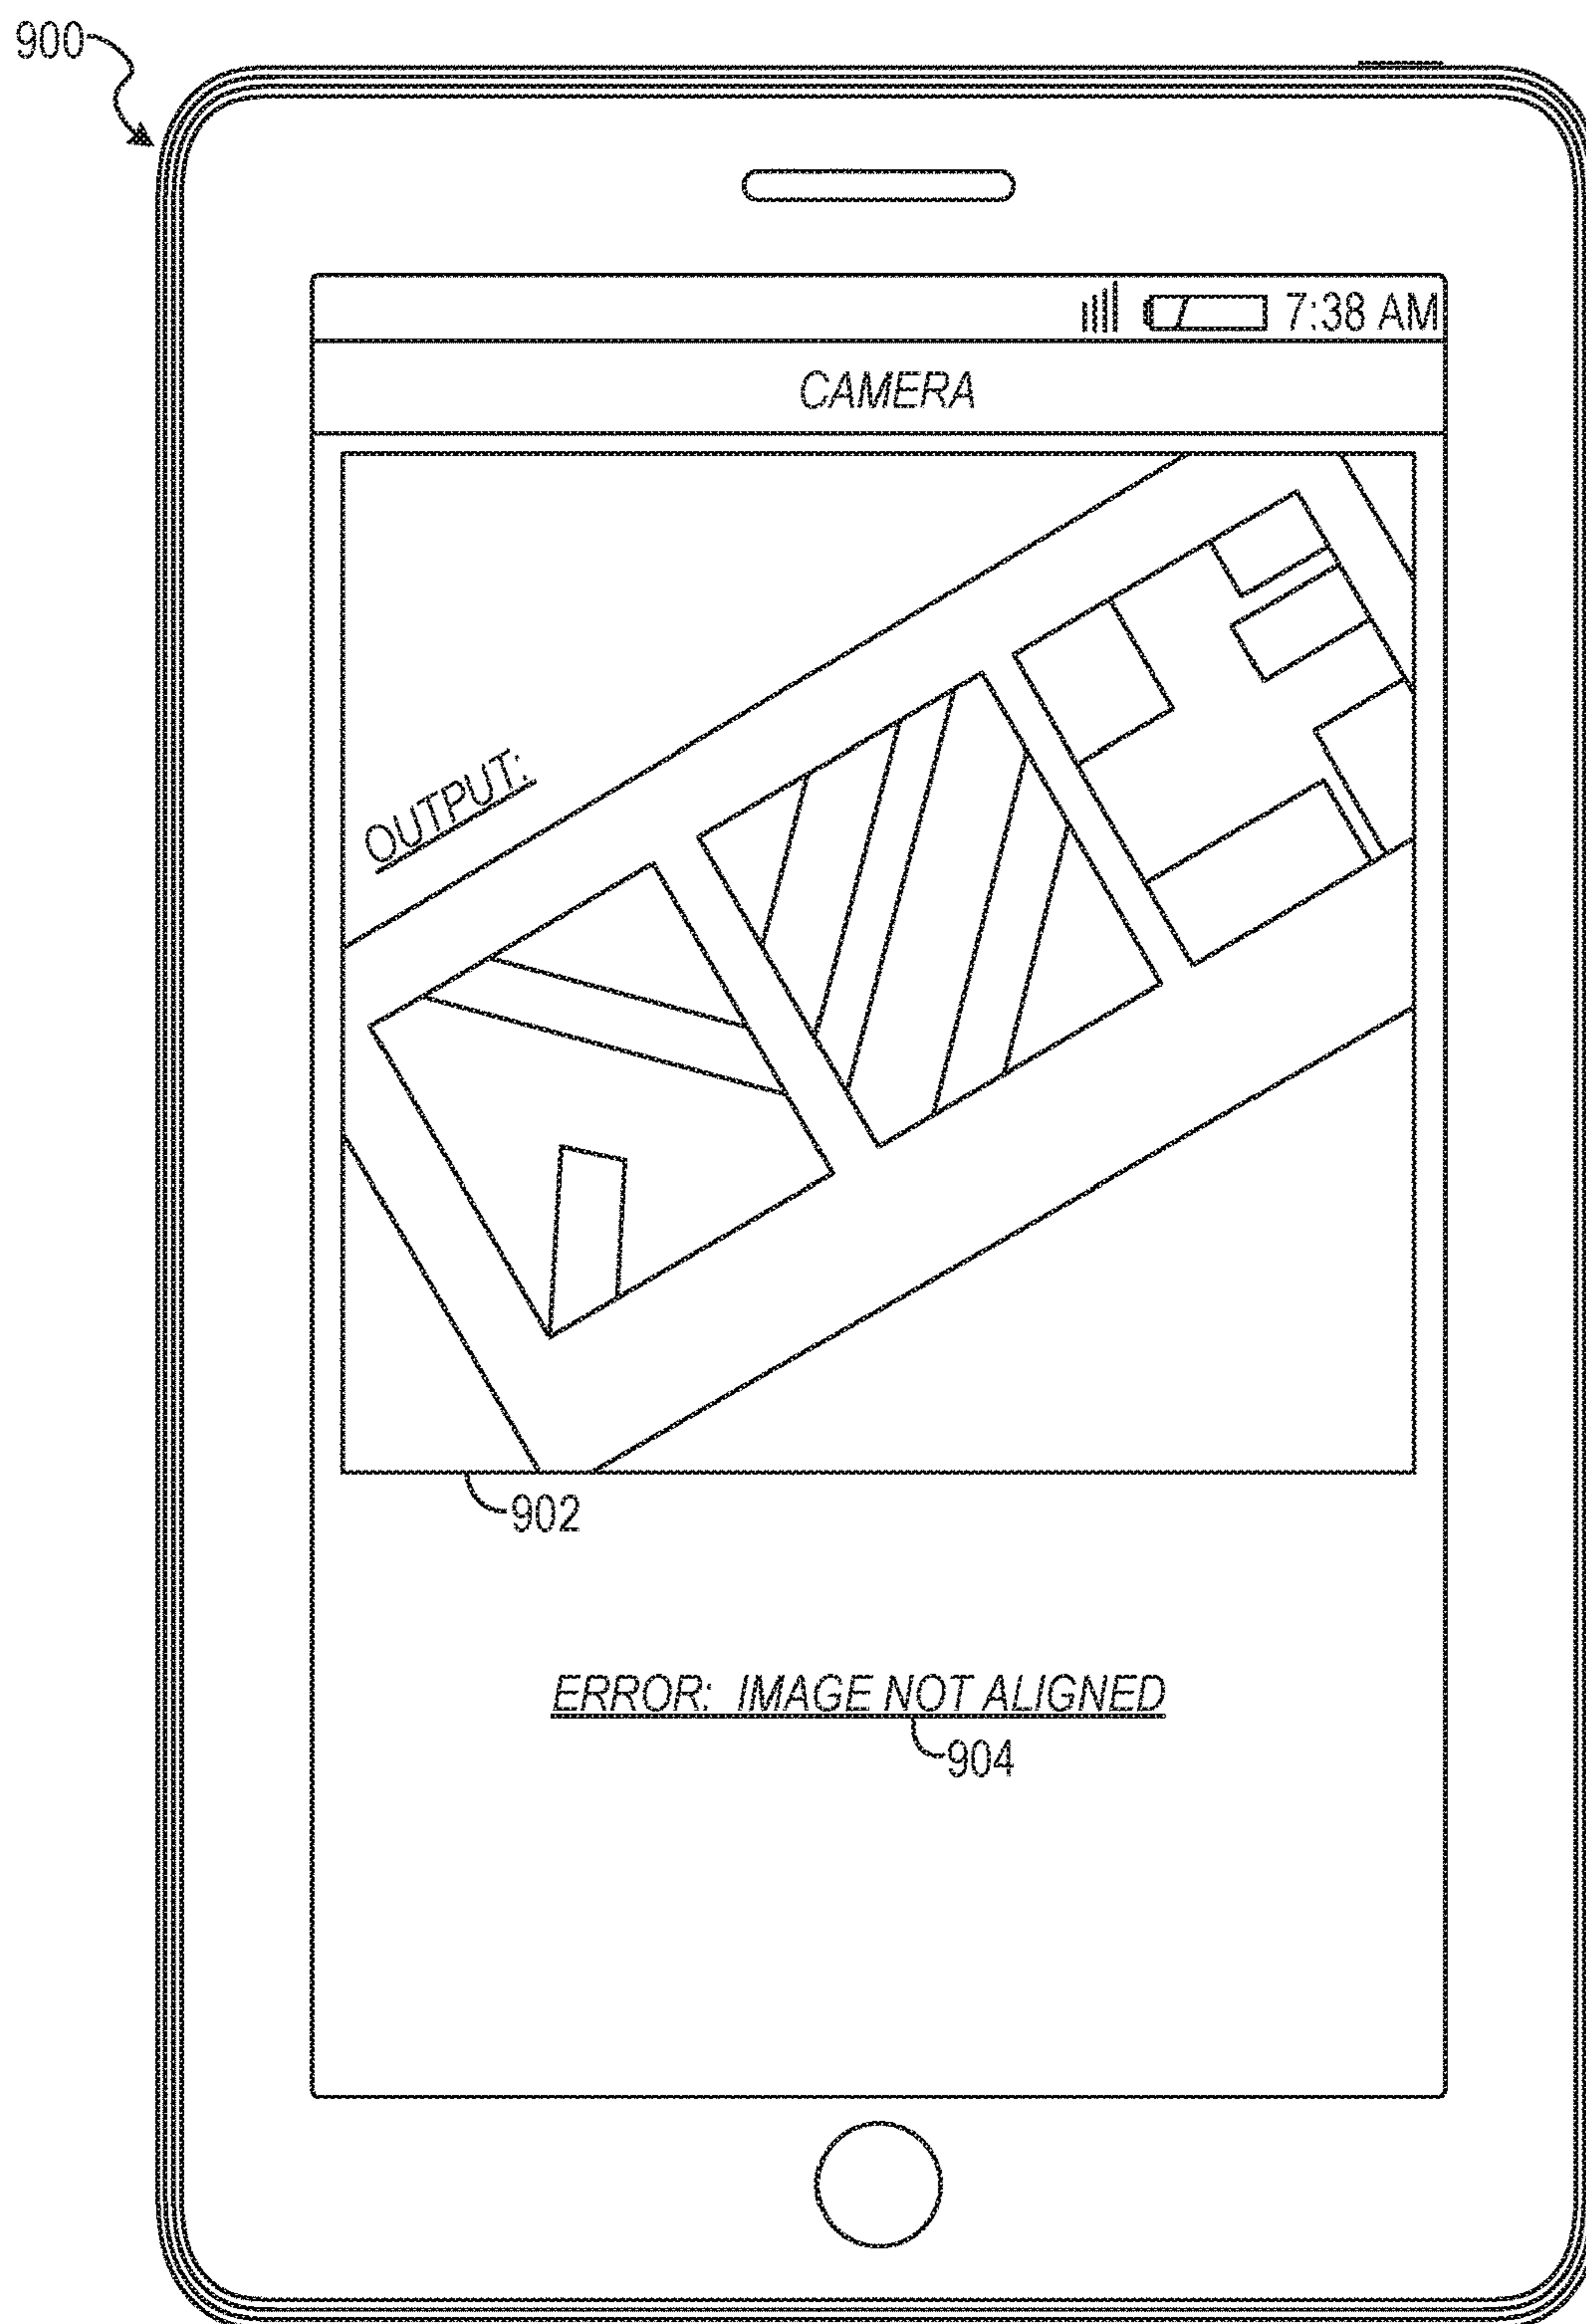 900
7:38 AM
CAMERA
OUTPUT:
902
ERROR: IMAGE NOT ALIGNED
904